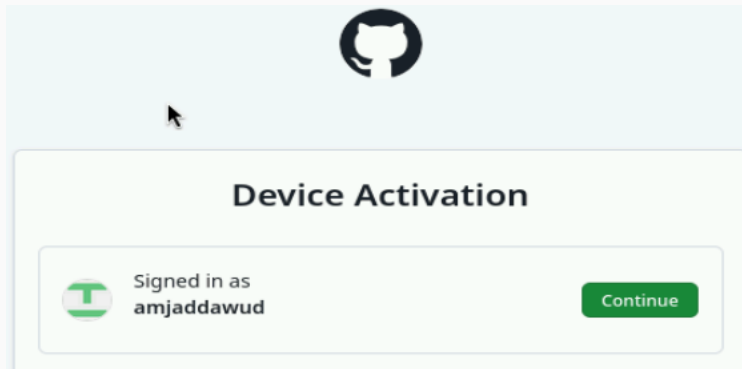 Device Activation
Signed in as
amjaddawud
Continue